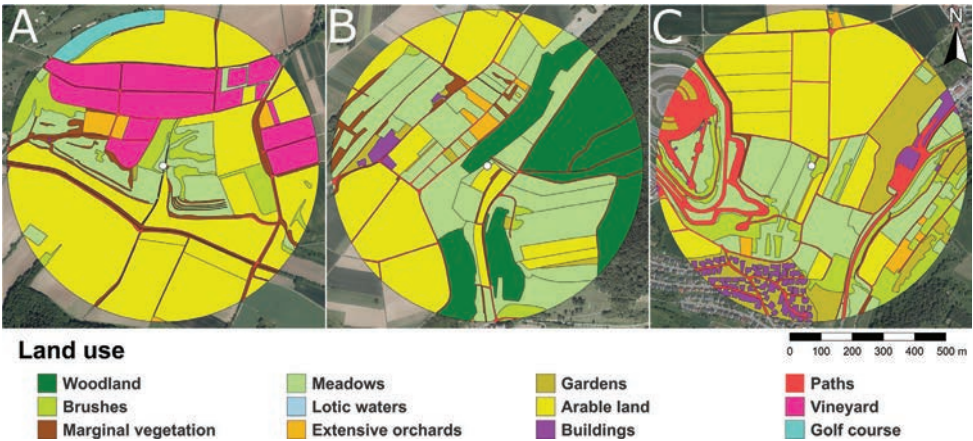 A B C N
Land use
0 100 200 300 400 500 m
Woodland Meadows Gardens Paths
Brushes Lotic waters Arable land Vineyard
Marginal vegetation Extensive orchards Buildings Golf course